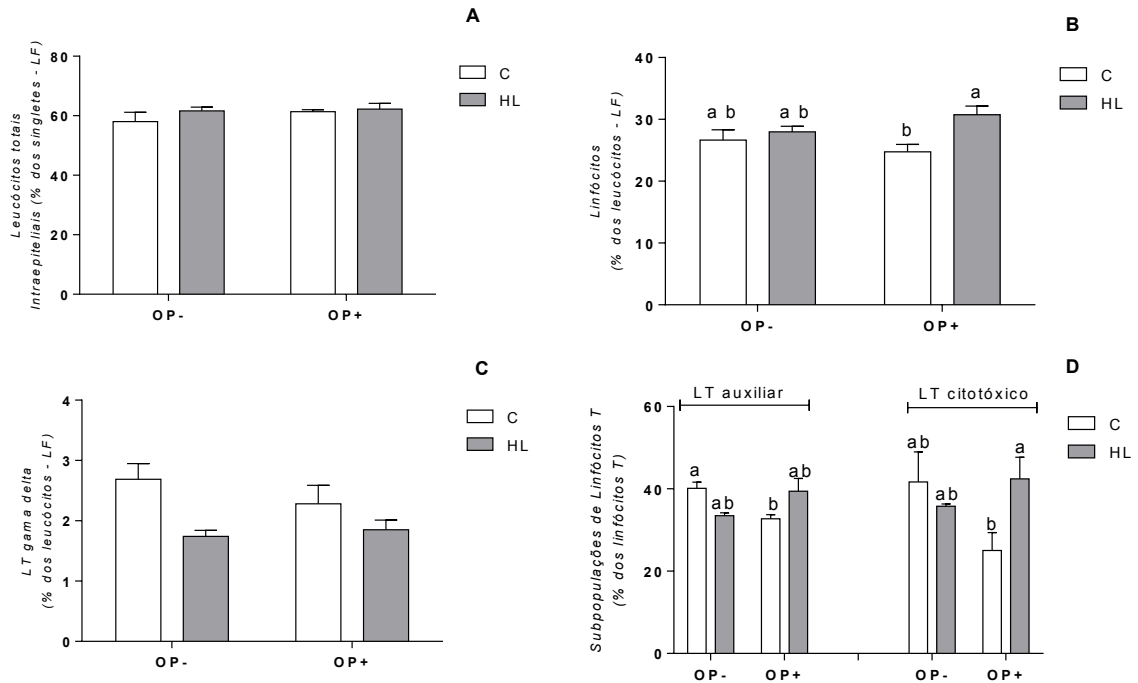 A
Leucócitos totais
Intraepiteliais (% dos singletes - LF)
80
60
40
20
0
OP-
OP+
C
HL
B
Linfócitos
(% dos leucócitos - LF)
40
30
20
10
0
a b
a b
b
a
OP-
OP+
C
HL
C
LT gama delta
(% dos leucócitos - LF)
4
3
2
1
0
OP-
OP+
C
HL
D
Subpopulações de Linfócitos T
(% dos linfócitos T)
LT auxiliar
LT citotóxico
60
40
20
0
a
ab
b
ab
ab
ab
b
a
OP-
OP+
OP-
OP+
C
HL